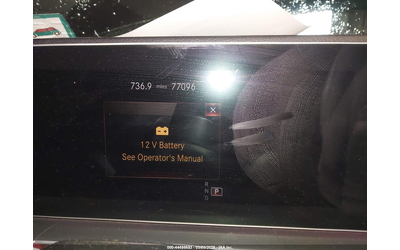 736.9 miles 77096
12 V Battery
See Operator's Manual
R
N
D
P